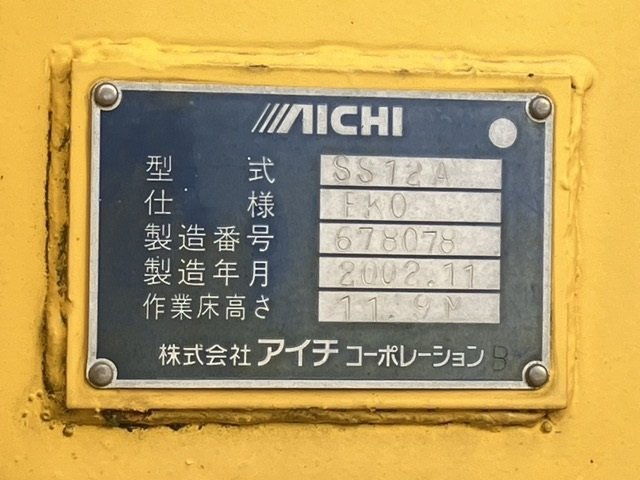 AICHI
型式 SS12A
仕様 FKO
製造番号 678078
製造年月 2002.11
作業床高さ 11.9M
株式会社 アイチ コーポレーション B